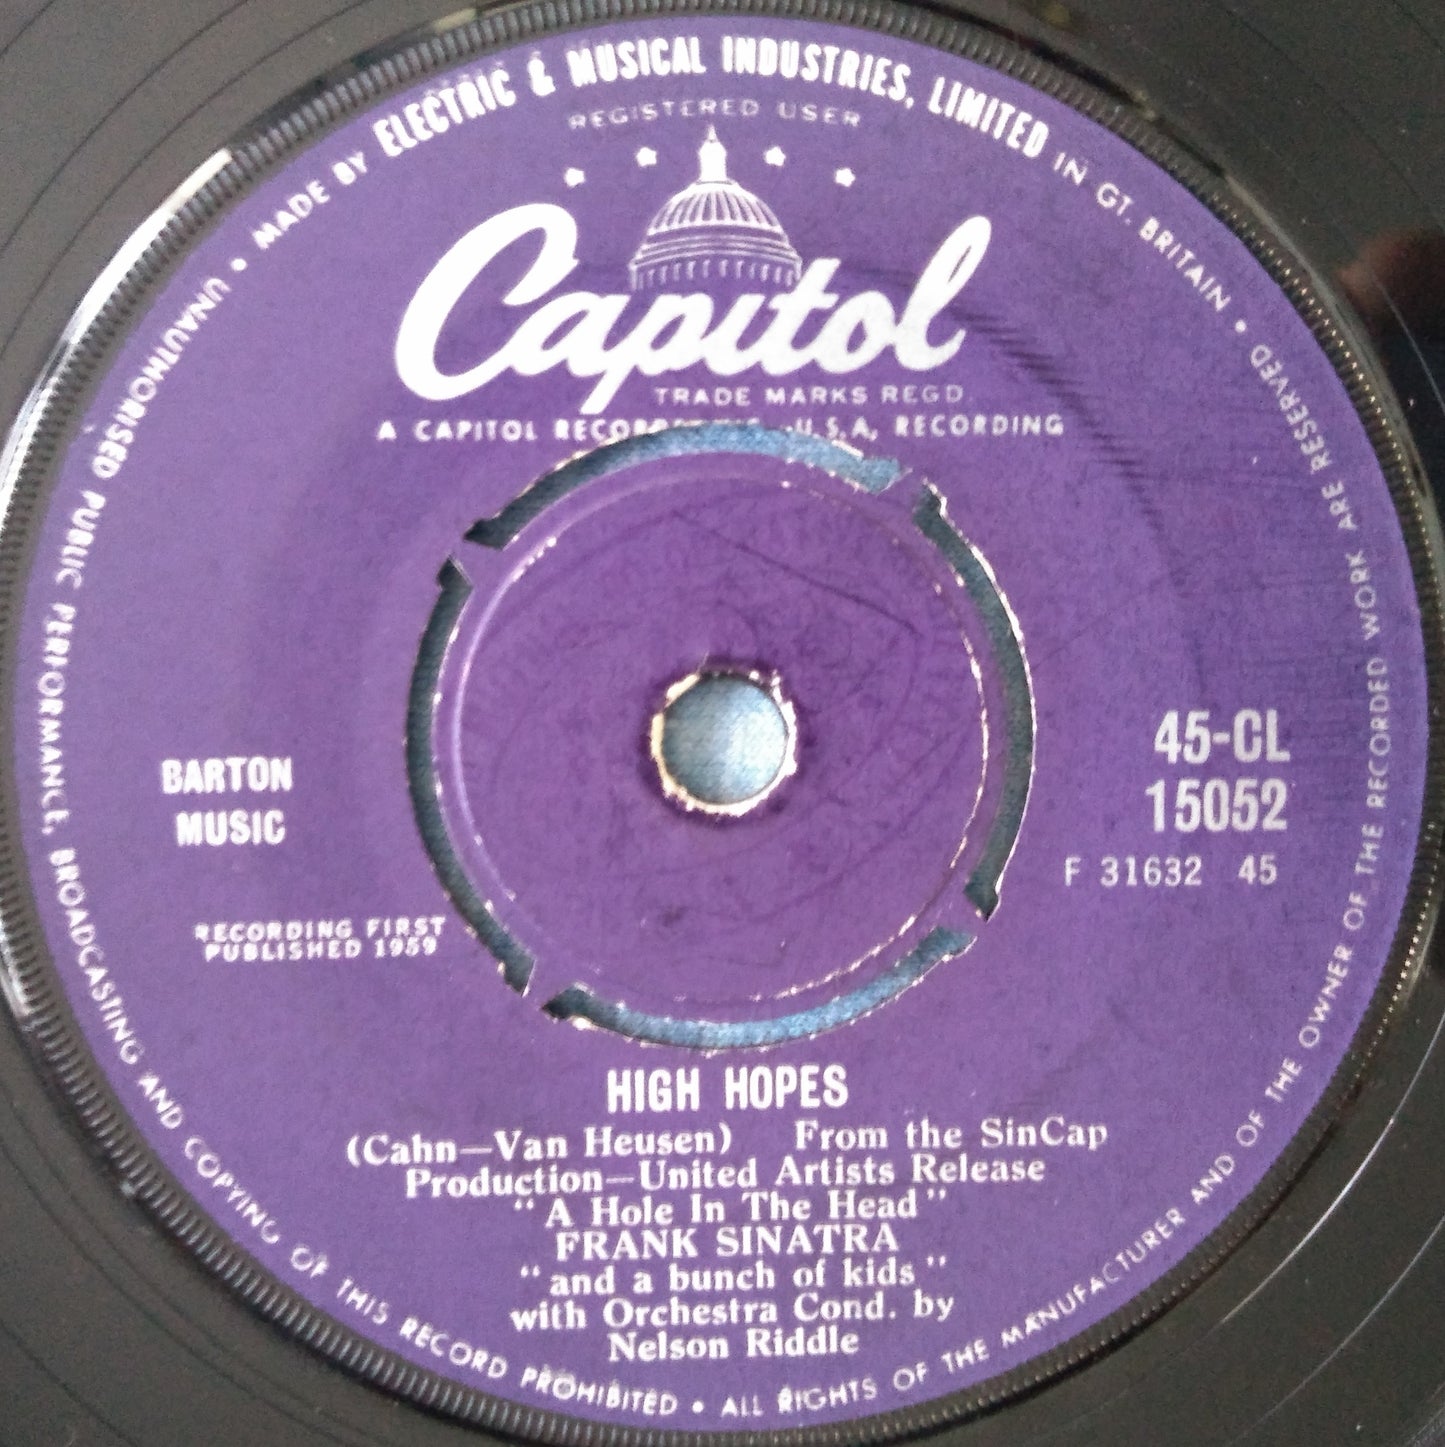 MADE BY ELECTRIC & MUSICAL INDUSTRIES, LIMITED IN GT. BRITAIN • 
REGISTERED USER
Capitol
TRADE MARKS REGD.
A CAPITOL U.S.A. RECORDING
BARTON
MUSIC
45-CL
15052
F 31632 45
RECORDING FIRST
PUBLISHED 1959
HIGH HOPES
(Cahn—Van Heusen) From the SinCap
Production—United Artists Release
“A Hole In The Head”
FRANK SINATRA
“and a bunch of kids”
with Orchestra Cond. by
Nelson Riddle
ALL RIGHTS OF THE MANUFACTURER AND OF THE OWNER OF THE RECORDED WORK ARE RESERVED •
UNAUTHORISED PUBLIC PERFORMANCE, BROADCASTING AND COPYING OF THIS RECORD PROHIBITED •